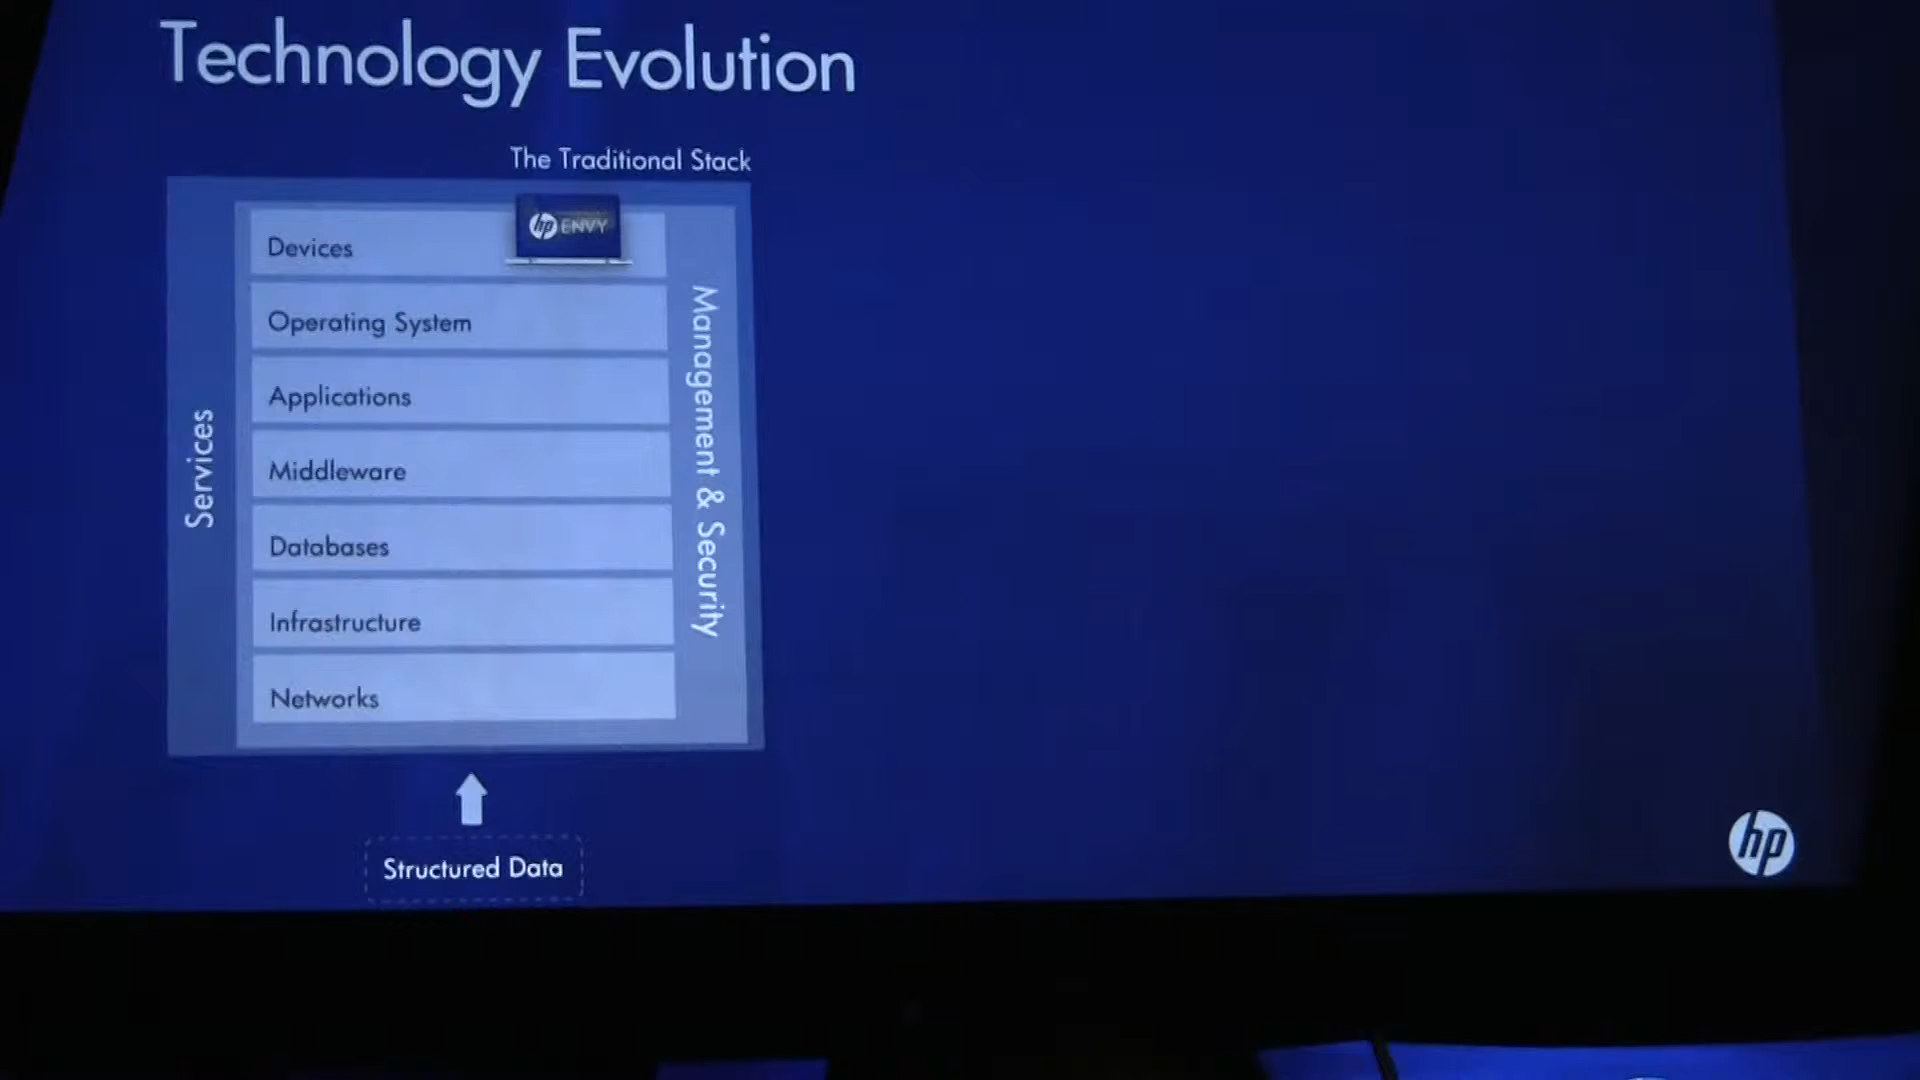 Technology Evolution
The Traditional Stack
hp ENVY
Devices
Operating System
Applications
Middleware
Databases
Infrastructure
Networks
Services
Management & Security
Structured Data
hp